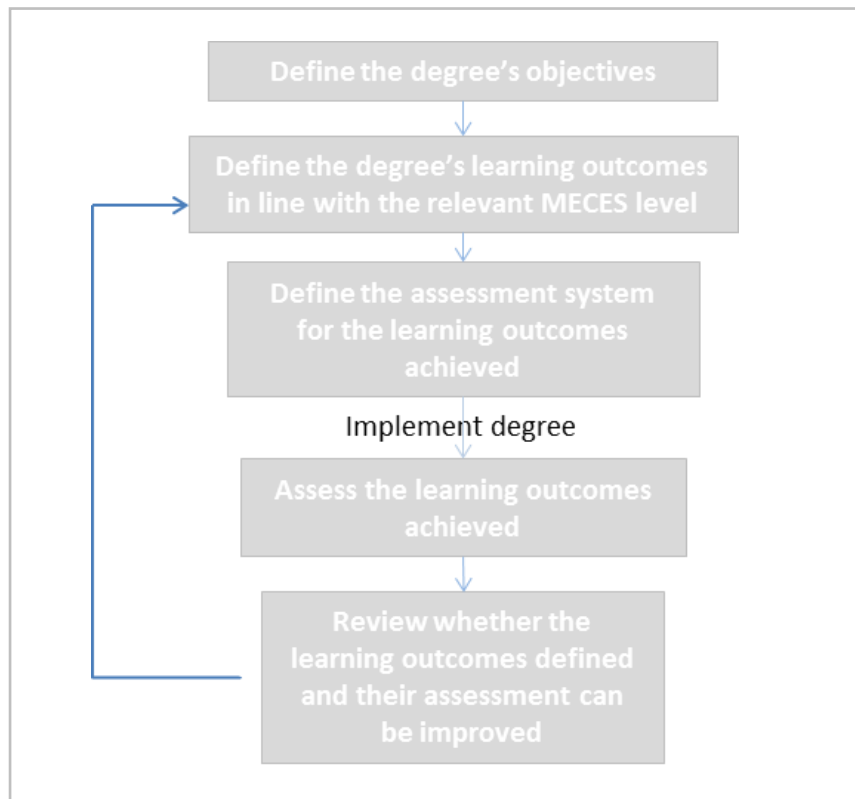 Define the degree's objectives
Define the degree's learning outcomes
in line with the relevant MECES level
Define the assessment system
for the learning outcomes
achieved
Implement degree
Assess the learning outcomes
achieved
Review whether the
learning outcomes defined
and their assessment can
be improved